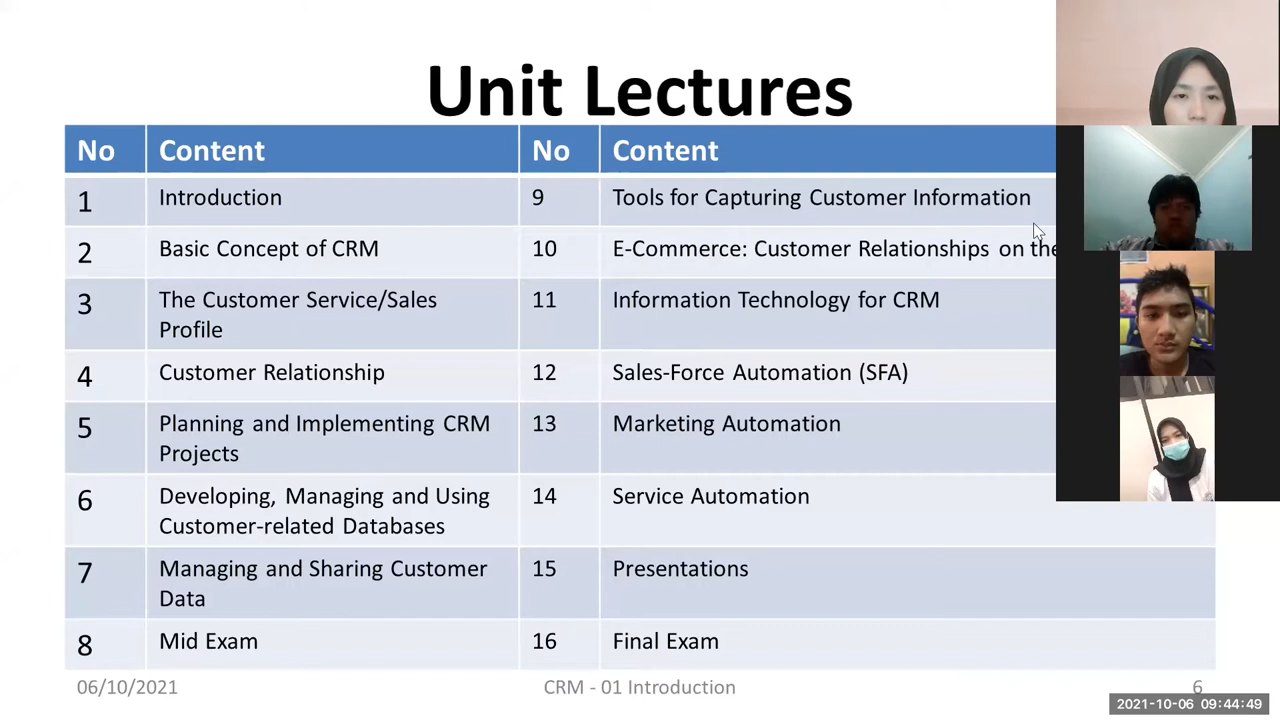 Unit Lectures
No Content No Content
1 Introduction 9 Tools for Capturing Customer Information
2 Basic Concept of CRM 10 E-Commerce: Customer Relationships on the
3 The Customer Service/Sales
Profile 11 Information Technology for CRM
4 Customer Relationship 12 Sales-Force Automation (SFA)
5 Planning and Implementing CRM
Projects 13 Marketing Automation
6 Developing, Managing and Using
Customer-related Databases 14 Service Automation
7 Managing and Sharing Customer
Data 15 Presentations
8 Mid Exam 16 Final Exam
06/10/2021 CRM - 01 Introduction 6
2021-10-06 09:44:49